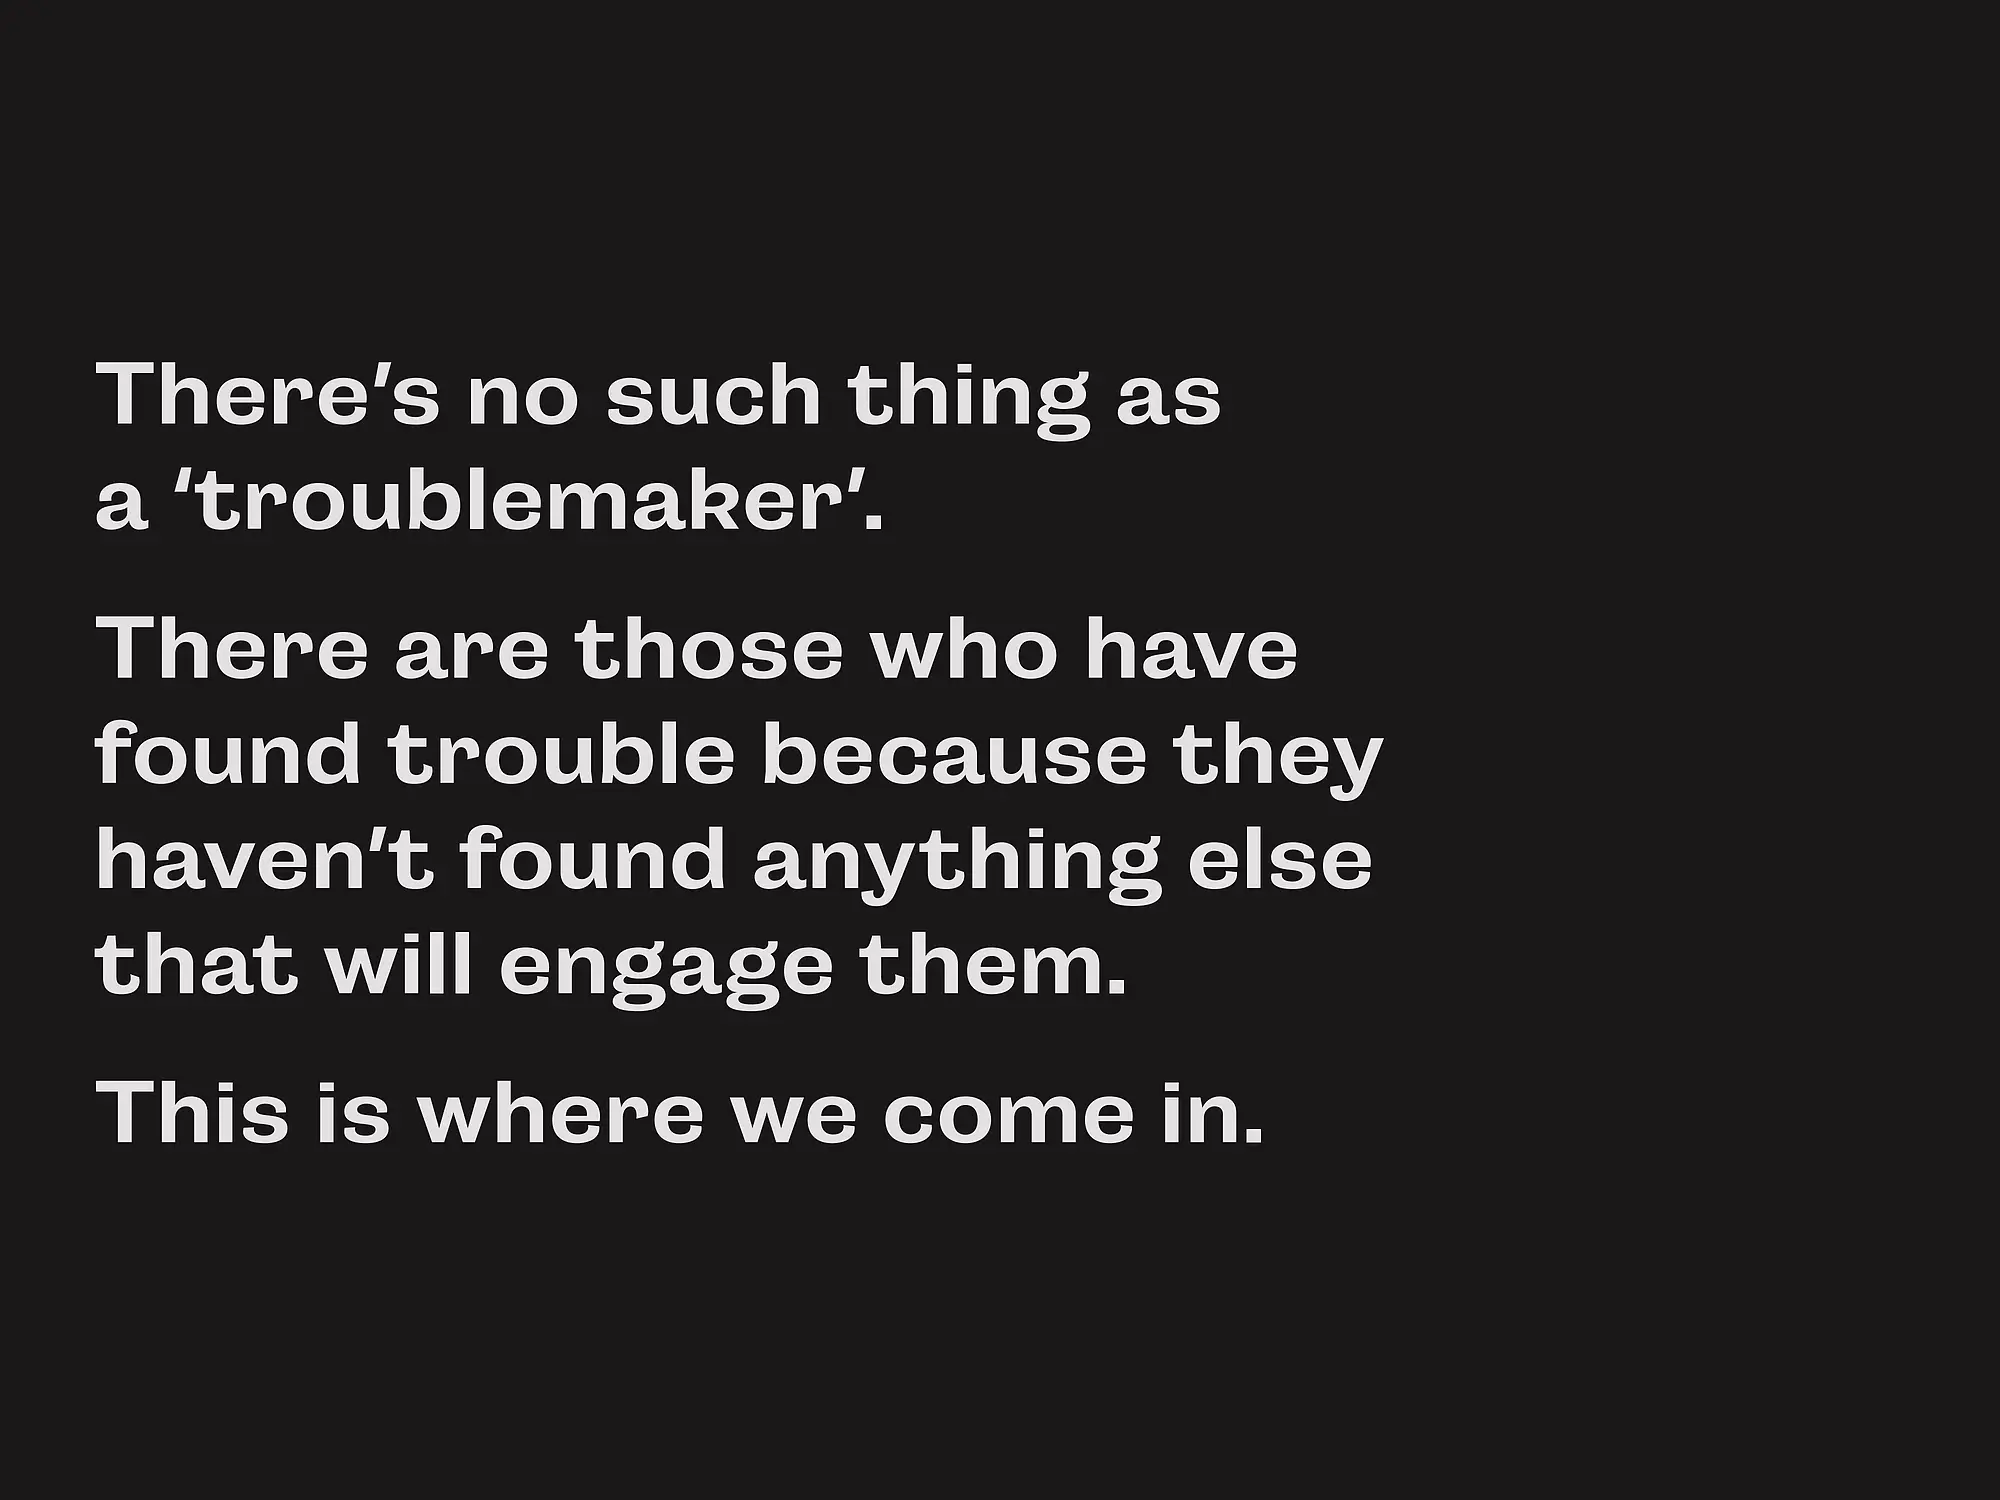 There’s no such thing as
a ‘troublemaker’.
There are those who have
found trouble because they
haven’t found anything else
that will engage them.
This is where we come in.